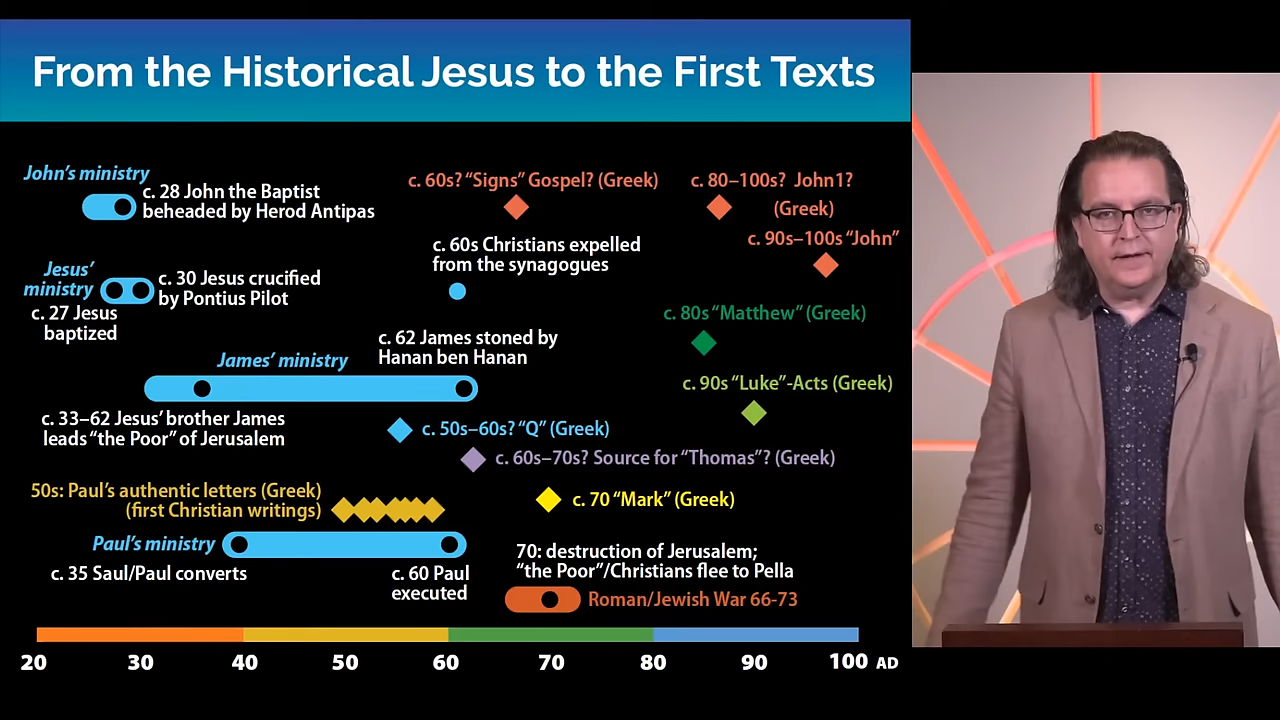 From the Historical Jesus to the First Texts
John's ministry
c. 28 John the Baptist
beheaded by Herod Antipas
c. 60s? “Signs” Gospel? (Greek)
c. 80–100s? John1?
(Greek)
c. 90s–100s “John”
c. 60s Christians expelled
from the synagogues
Jesus’
ministry
c. 30 Jesus crucified
by Pontius Pilot
c. 27 Jesus
baptized
c. 80s “Matthew” (Greek)
c. 62 James stoned by
Hanan ben Hanan
James’ ministry
c. 90s “Luke”-Acts (Greek)
c. 33–62 Jesus’ brother James
leads “the Poor” of Jerusalem
c. 50s–60s? “Q” (Greek)
c. 60s–70s? Source for “Thomas”? (Greek)
50s: Paul’s authentic letters (Greek)
(first Christian writings)
c. 70 “Mark” (Greek)
Paul’s ministry
c. 35 Saul/Paul converts
c. 60 Paul
executed
70: destruction of Jerusalem;
“the Poor”/Christians flee to Pella
Roman/Jewish War 66-73
20 30 40 50 60 70 80 90 100 AD